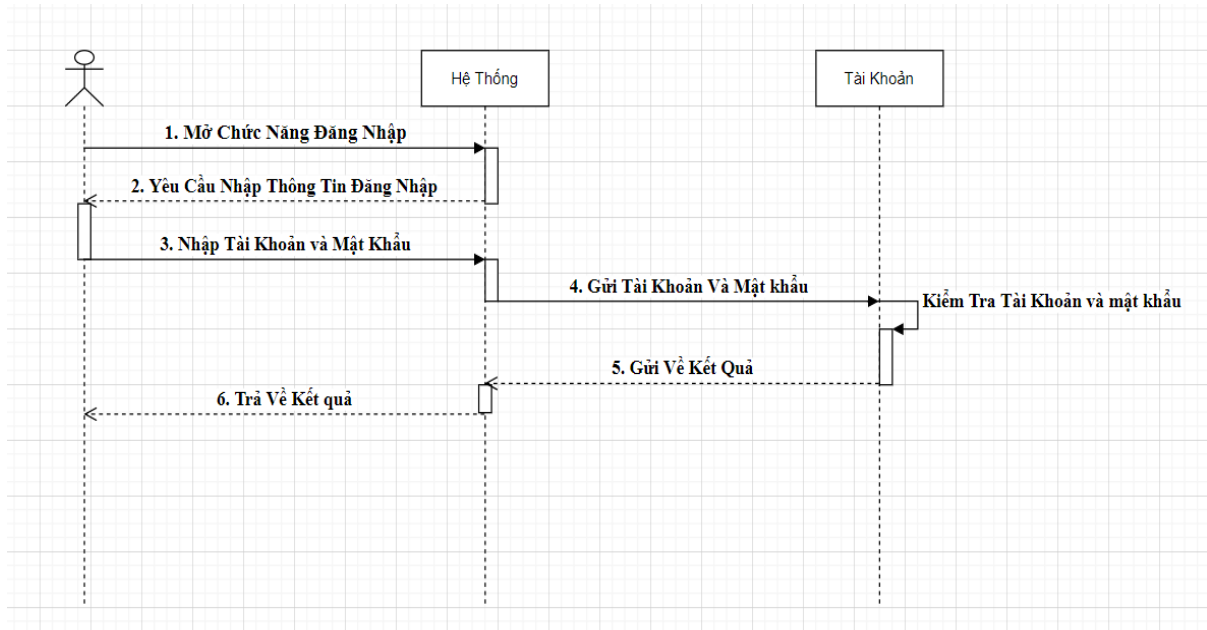 Hệ Thống
Tài Khoản
1. Mở Chức Năng Đăng Nhập
2. Yêu Cầu Nhập Thông Tin Đăng Nhập
3. Nhập Tài Khoản và Mật Khẩu
4. Gửi Tài Khoản Và Mật khẩu
Kiểm Tra Tài Khoản và mật khẩu
5. Gửi Về Kết Quả
6. Trả Về Kết quả